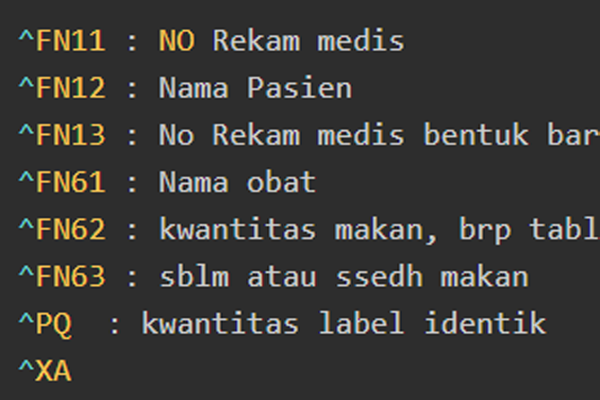 ^FN11 : NO Rekam medis
^FN12 : Nama Pasien
^FN13 : No Rekam medis bentuk bar
^FN61 : Nama obat
^FN62 : kwantitas makan, brp tabl
^FN63 : sblm atau ssedh makan
^PQ  : kwantitas label identik
^XA